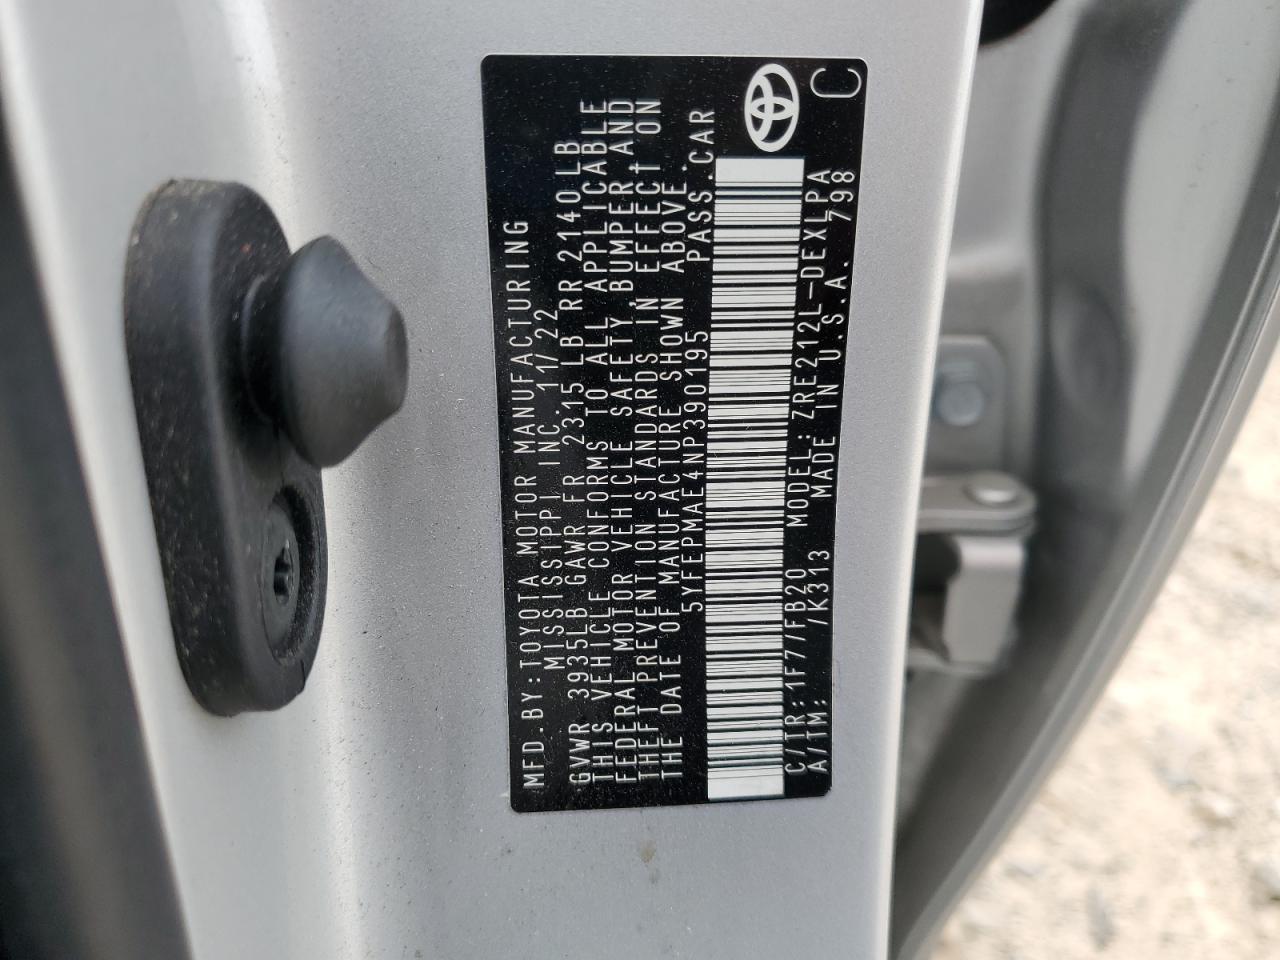 MFD.BY:TOYOTA MOTOR MANUFACTURING
MISSISSIPPI INC. 11/22
GVWR 3935LB GAWR FR 2315 LB RR 2140LB
THIS VEHICLE CONFORMS TO ALL APPLICABLE
FEDERAL MOTOR VEHICLE SAFETY,BUMPER,AND
THEFT PREVENTION STANDARDS IN EFFECT ON
THE DATE OF MANUFACTURE SHOWN ABOVE.
5YFEPMAE4NP390195 PASS.CAR
C/TR:1F7/FB20 MODEL:ZRE212L-DEXLPA
A/TM: /K313 MADE IN U.S.A. 798
C